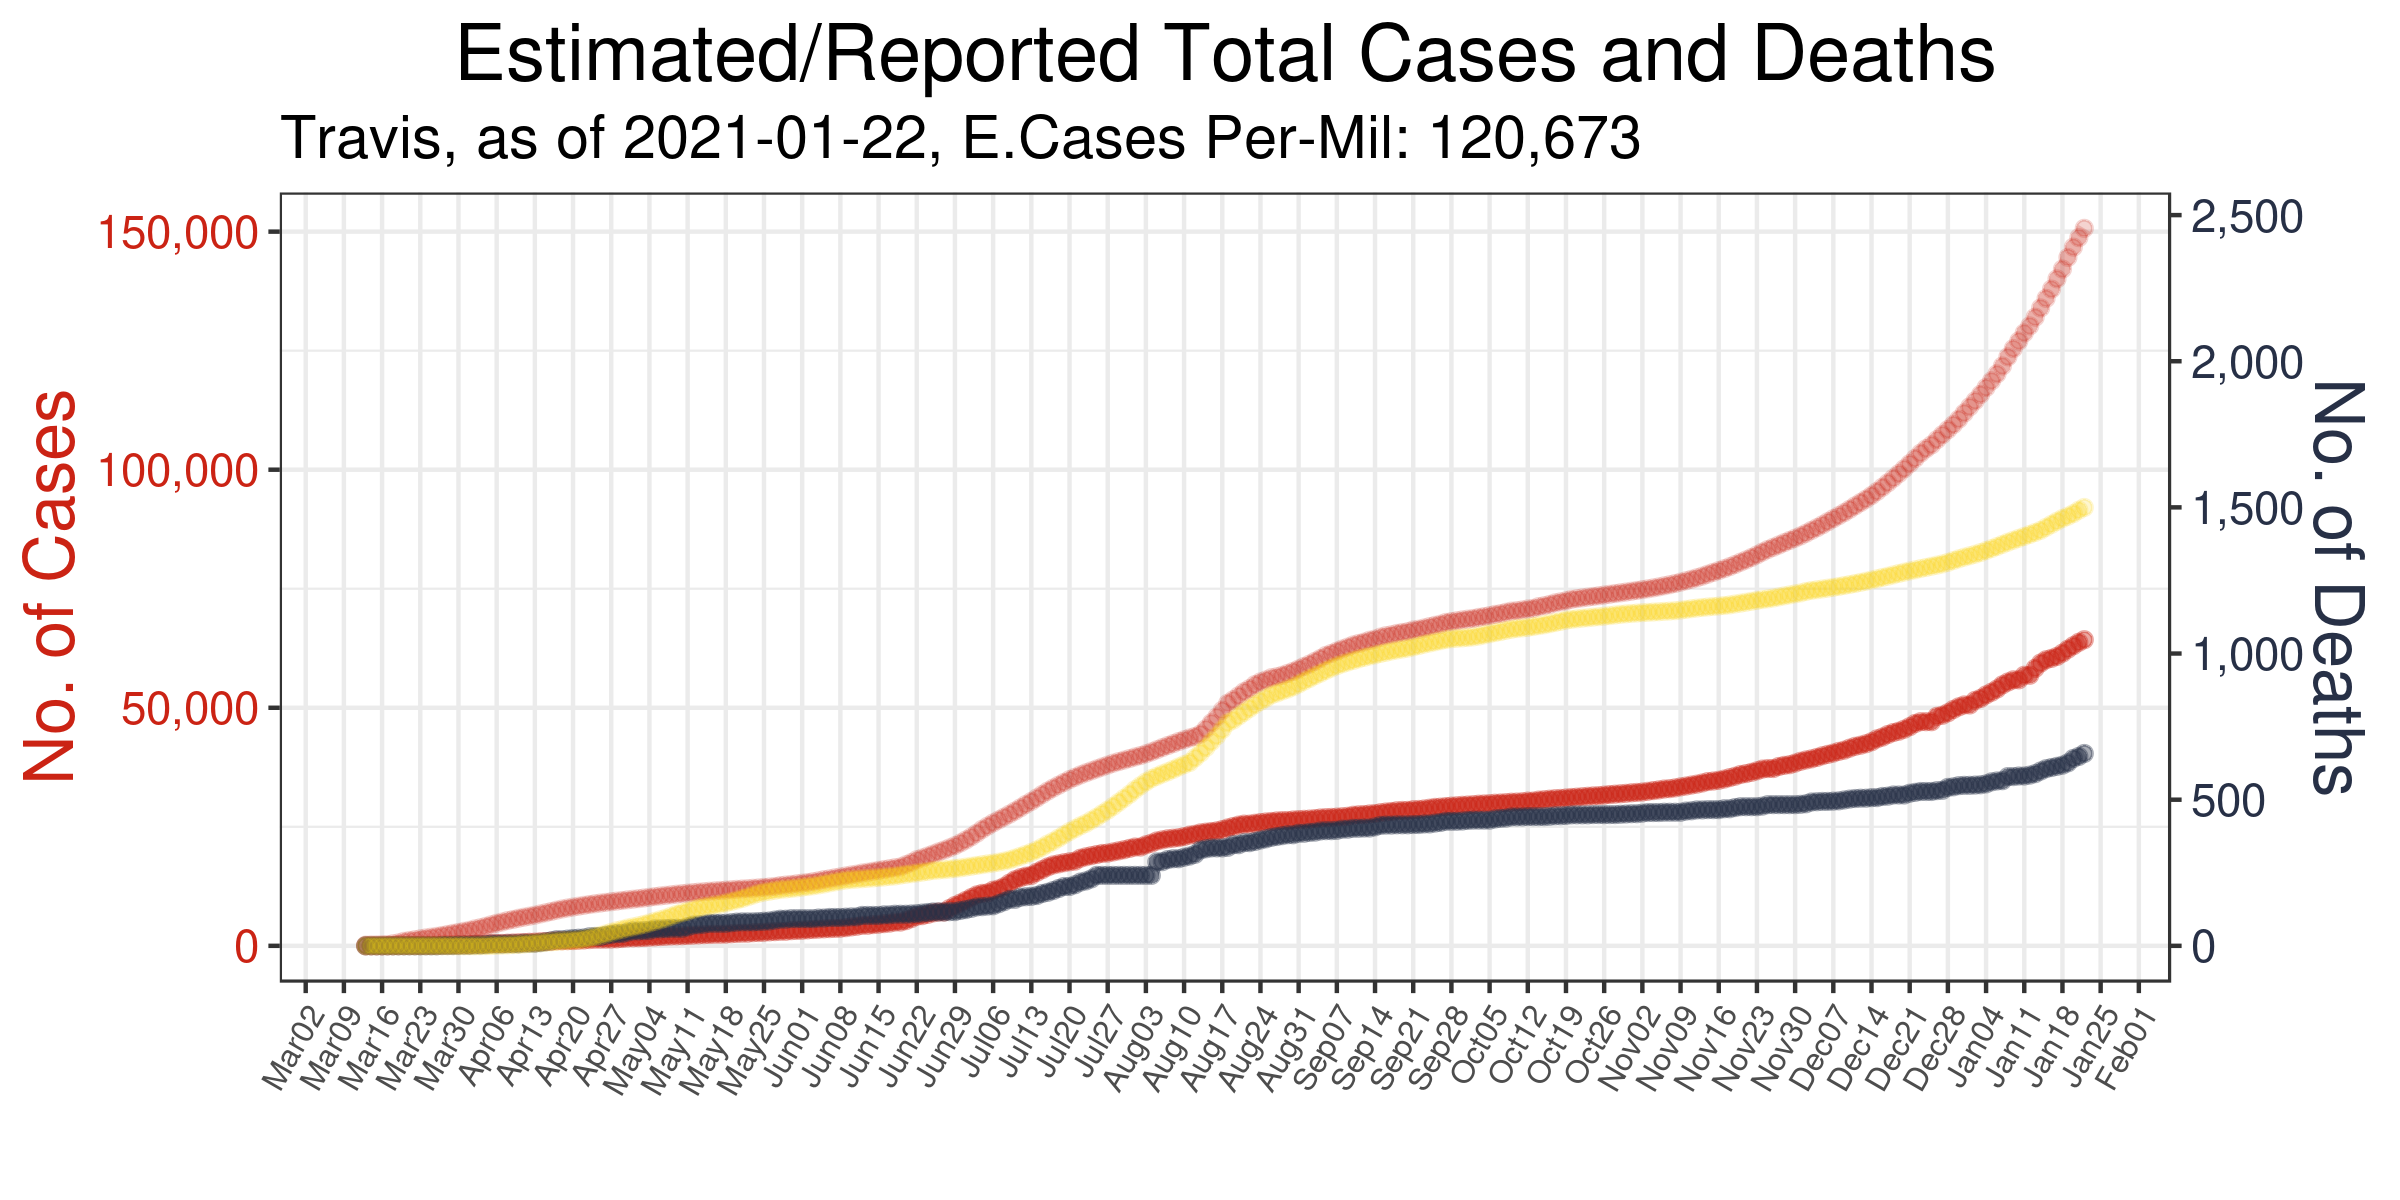 Estimated/Reported Total Cases and Deaths
Travis, as of 2021-01-22, E.Cases Per-Mil: 120,673
No. of Cases
150,000
100,000
50,000
0
2,500
2,000
1,500
1,000
500
0
No. of Deaths
Mar02
Mar09
Mar16
Mar23
Mar30
Apr06
Apr13
Apr20
Apr27
May04
May11
May18
May25
Jun01
Jun08
Jun15
Jun22
Jun29
Jul06
Jul13
Jul20
Jul27
Aug03
Aug10
Aug17
Aug24
Aug31
Sep07
Sep14
Sep21
Sep28
Oct05
Oct12
Oct19
Oct26
Nov02
Nov09
Nov16
Nov23
Nov30
Dec07
Dec14
Dec21
Dec28
Jan04
Jan11
Jan18
Jan25
Feb01